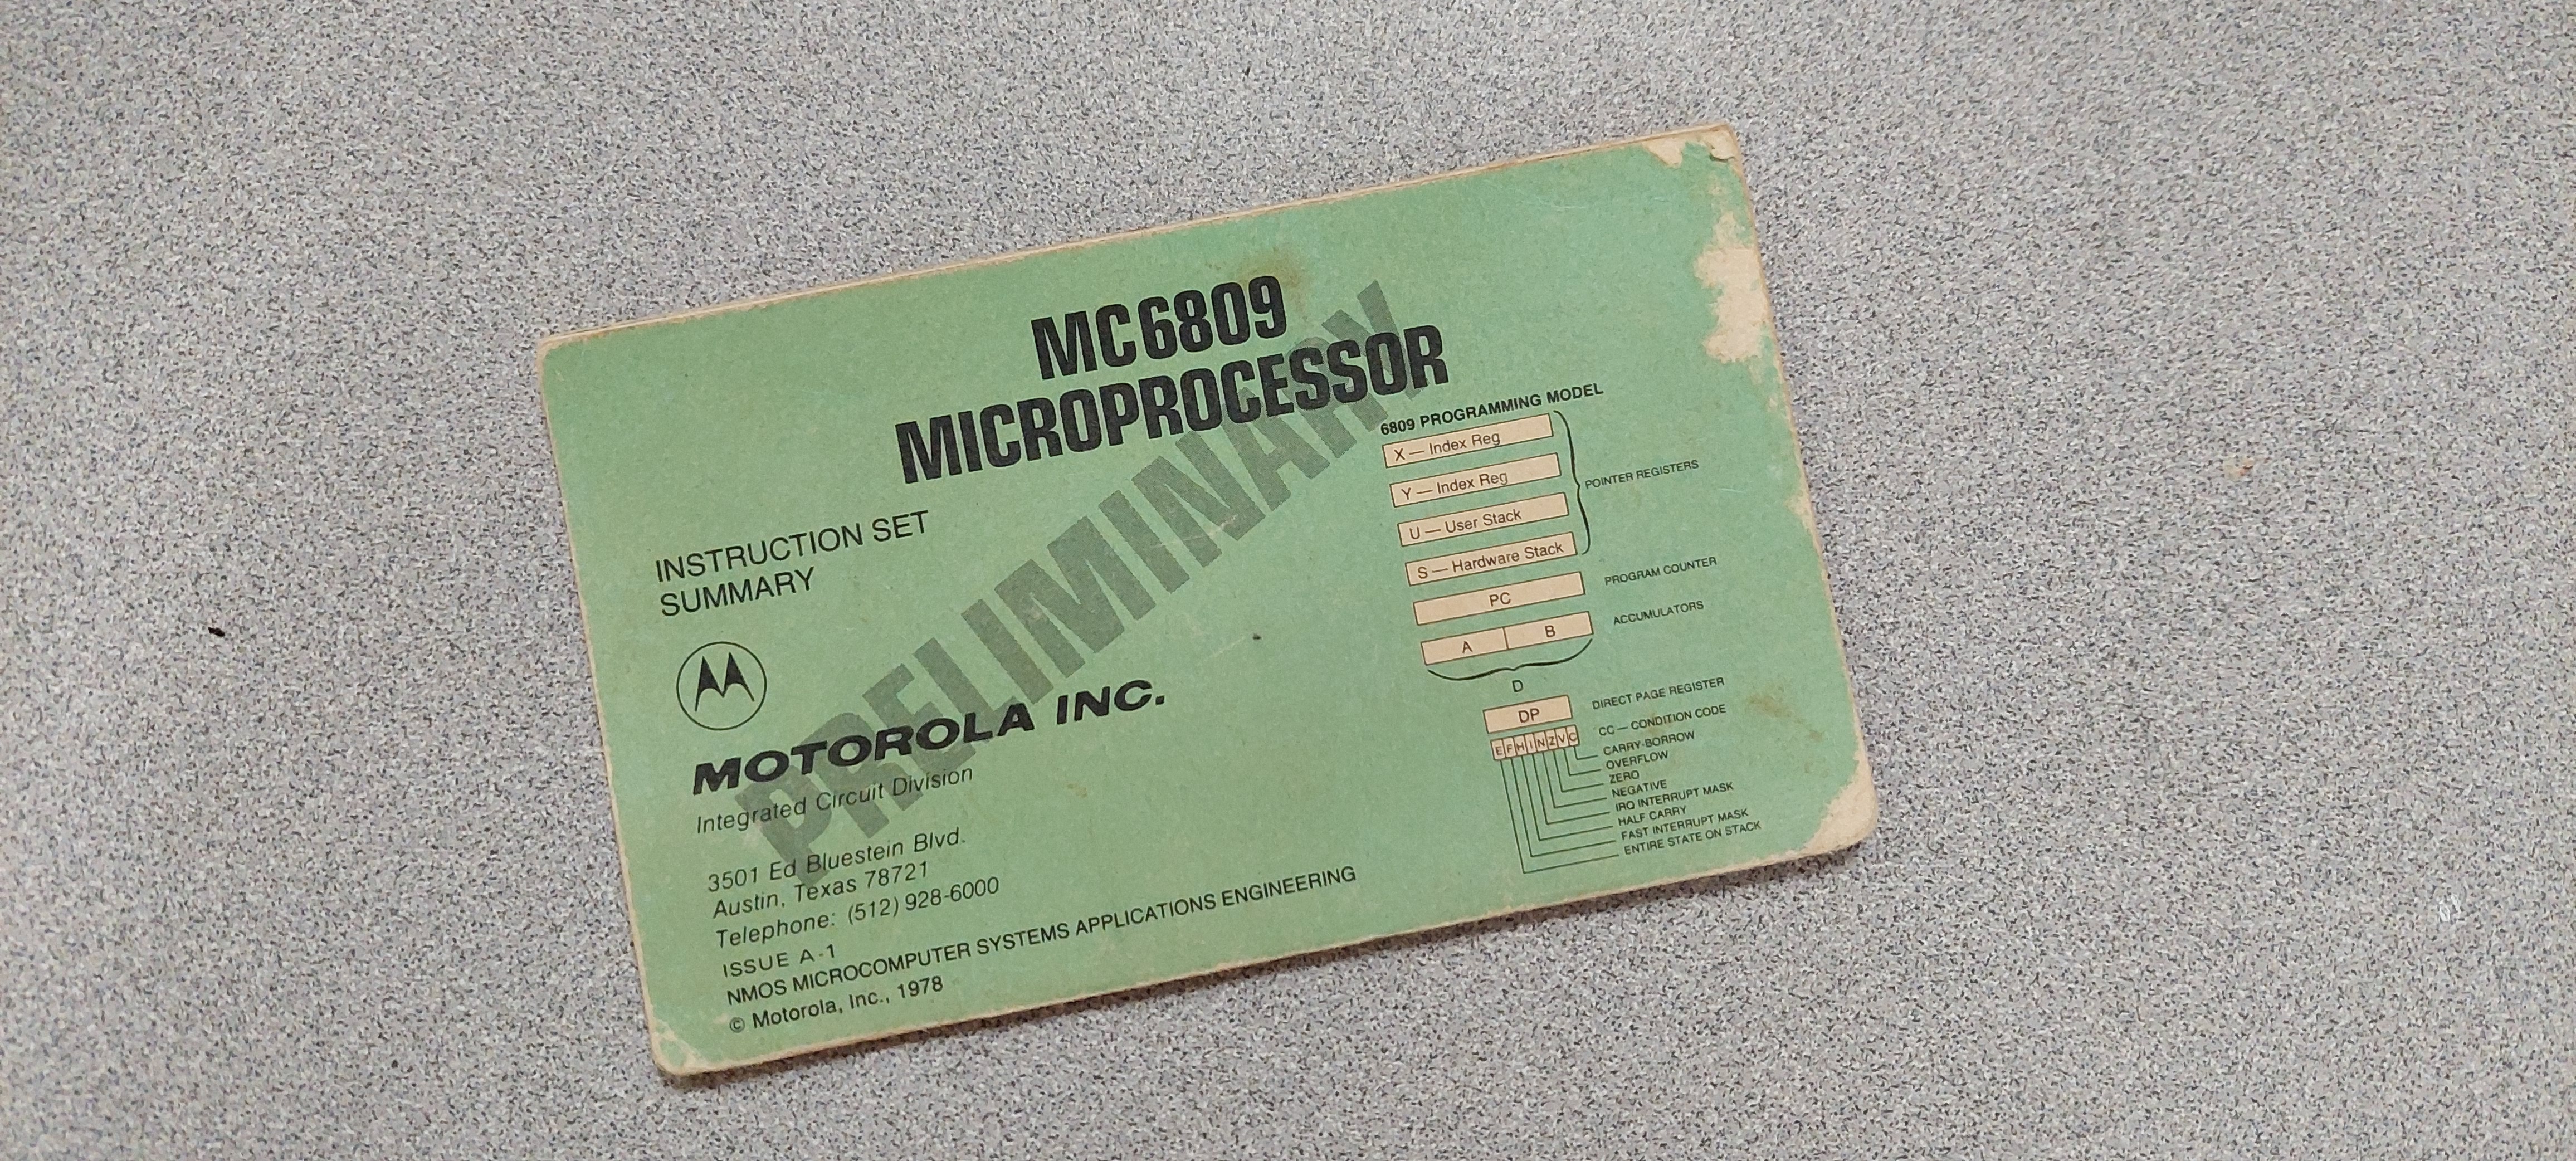 MC6809
MICROPROCESSOR
PRELIMINARY
INSTRUCTION SET
SUMMARY
MOTOROLA INC.
Integrated Circuit Division
3501 Ed Bluestein Blvd.
Austin, Texas 78721
Telephone: (512) 928-6000
ISSUE A-1
NMOS MICROCOMPUTER SYSTEMS APPLICATIONS ENGINEERING
© Motorola, Inc., 1978
6809 PROGRAMMING MODEL
X — Index Reg
Y — Index Reg
U — User Stack
S — Hardware Stack
POINTER REGISTERS
PC
PROGRAM COUNTER
A B
ACCUMULATORS
D
DP
DIRECT PAGE REGISTER
E F H I N Z V C
CC — CONDITION CODE
CARRY-BORROW
OVERFLOW
ZERO
NEGATIVE
IRQ INTERRUPT MASK
HALF CARRY
FAST INTERRUPT MASK
ENTIRE STATE ON STACK